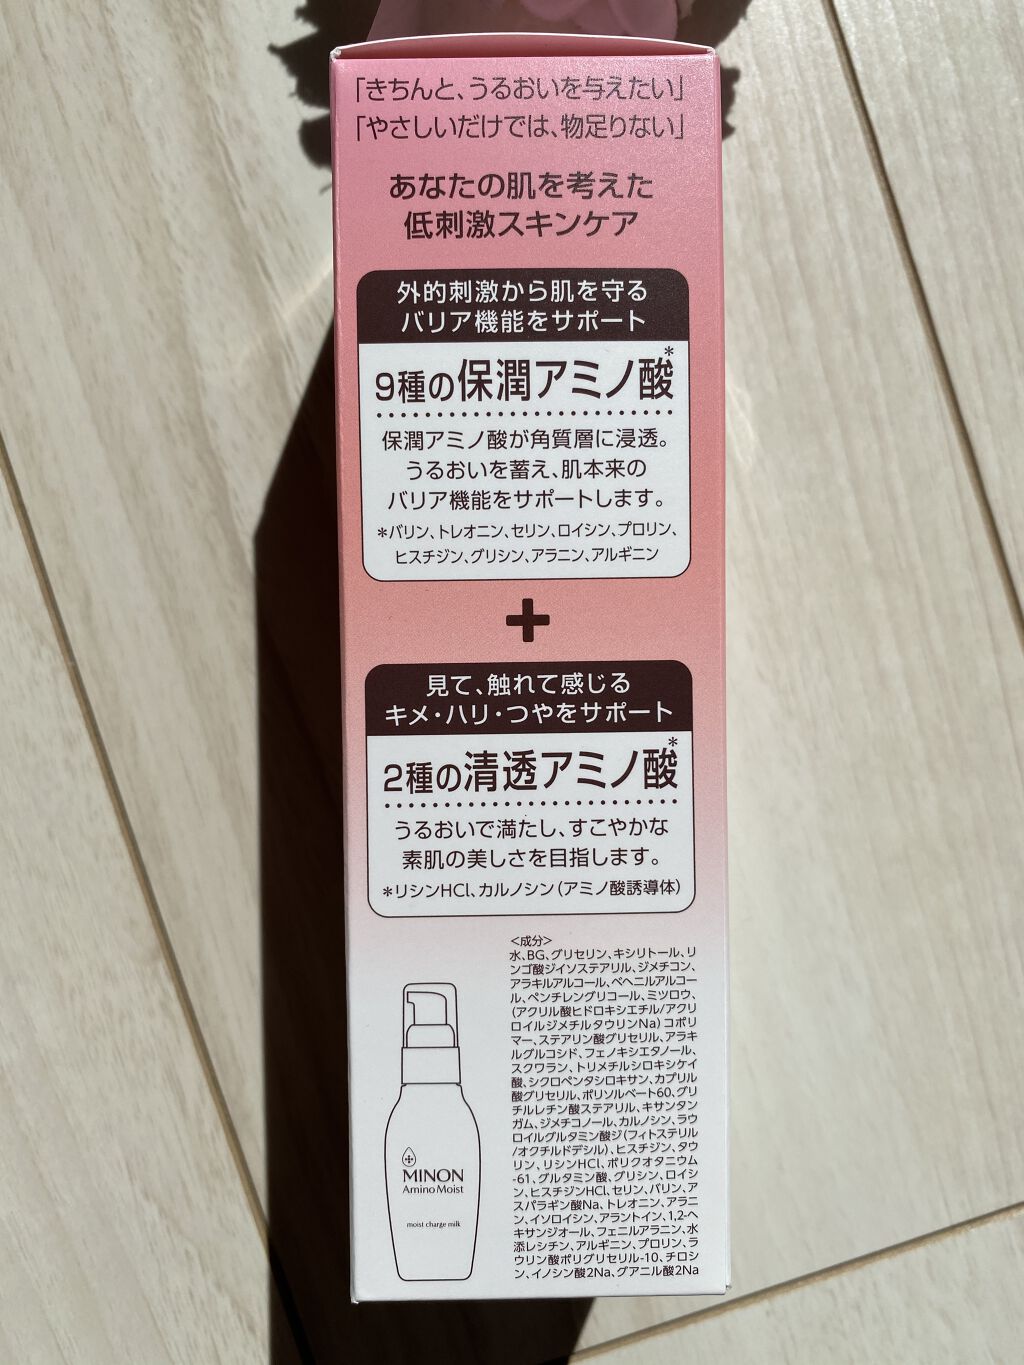 「きちんと、うるおいを与えたい」
「やさしいだけでは、物足りない」
あなたの肌を考えた
低刺激スキンケア
外的刺激から肌を守る
バリア機能をサポート
9種の保潤アミノ酸*
保潤アミノ酸が角質層に浸透。
うるおいを蓄え、肌本来の
バリア機能をサポートします。
*バリン、トレオニン、セリン、ロイシン、プロリン、
ヒスチジン、グリシン、アラニン、アルギニン
+
見て、触れて感じる
キメ・ハリ・つやをサポート
2種の清透アミノ酸*
うるおいで満たし、すこやかな
素肌の美しさを目指します。
*リシンHCl、カルノシン(アミノ酸誘導体)
<成分>
水、BG、グリセリン、キシリトール、リ
ンゴ酸ジイソステアリル、ジメチコン、
アラキルアルコール、ベヘニルアルコー
ル、ペンチレングリコール、ミツロウ、
(アクリル酸ヒドロキシエチル/アクリ
ロイルジメチルタウリンNa)コポリ
マー、ステアリン酸グリセリル、アラキ
ルグルコシド、フェノキシエタノール、
スクワラン、トリメチルシロキシケイ
酸、シクロペンタシロキサン、カプリル
酸グリセリル、ポリソルベート60、グリ
チルレチン酸ステアリル、キサンタン
ガム、ジメチコノール、カルノシン、ラウ
ロイルグルタミン酸ジ(フィトステリル
/オクチルドデシル)、ヒスチジン、タウ
リン、リシンHCl、ポリクオタニウム
-61、グルタミン酸、グリシン、ロイシ
ン、ヒスチジンHCl、セリン、バリン、ア
スパラギン酸Na、トレオニン、アラニ
ン、イソロイシン、アラントイン、1,2-ヘ
キサンジオール、フェニルアラニン、水
添レシチン、アルギニン、プロリン、ラ
ウリン酸ポリグリセリル-10、チロシ
ン、イノシン酸2Na、グアニル酸2Na
MINON
Amino Moist
moist charge milk